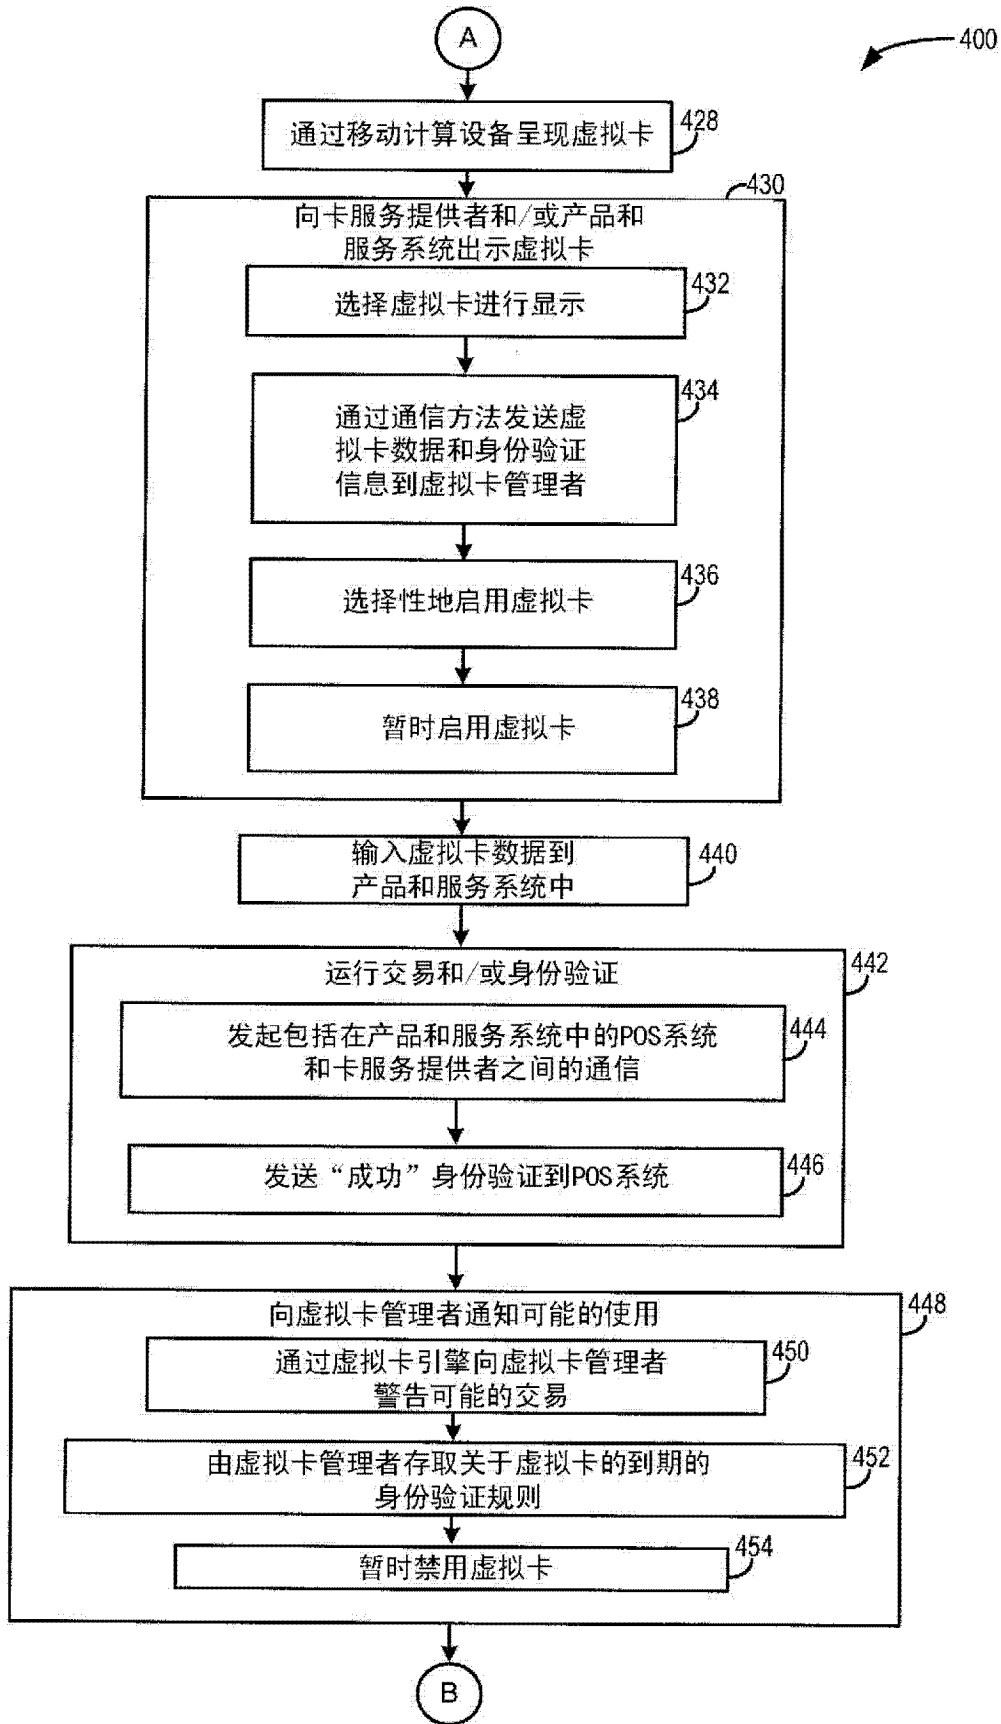 A
400
通过移动计算设备呈现虚拟卡
428
430
向卡服务提供者和/或产品和
服务系统出示虚拟卡
选择虚拟卡进行显示
432
通过通信方法发送虚
拟卡数据和身份验证
信息到虚拟卡管理者
434
选择性地启用虚拟卡
436
暂时启用虚拟卡
438
输入虚拟卡数据到
产品和服务系统中
440
运行交易和/或身份验证
442
发起包括在产品和服务系统中的POS系统
和卡服务提供者之间的通信
444
发送“成功”身份验证到POS系统
446
向虚拟卡管理者通知可能的使用
448
通过虚拟卡引擎向虚拟卡管理者
警告可能的交易
450
由虚拟卡管理者存取关于虚拟卡的到期的
身份验证规则
452
暂时禁用虚拟卡
454
B